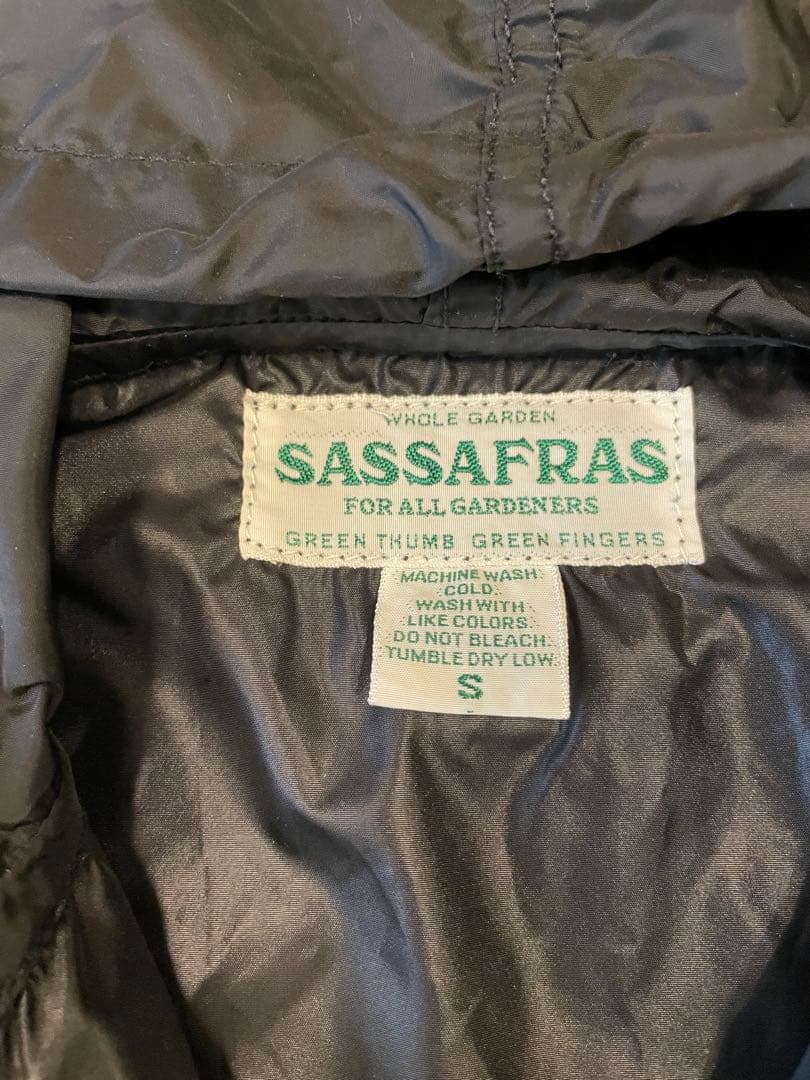 WHOLE GARDEN
SASSAFRAS
FOR ALL GARDENERS
GREEN THUMB GREEN FINGERS
MACHINE WASH
COLD.
WASH WITH
LIKE COLORS.
DO NOT BLEACH.
TUMBLE DRY LOW.
S